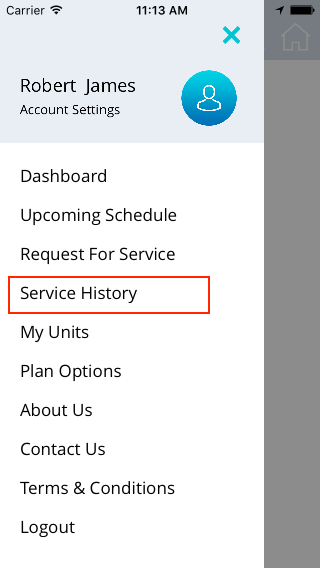 Carrier 11:13 AM
Robert James
Account Settings
Dashboard
Upcoming Schedule
Request For Service
Service History
My Units
Plan Options
About Us
Contact Us
Terms & Conditions
Logout